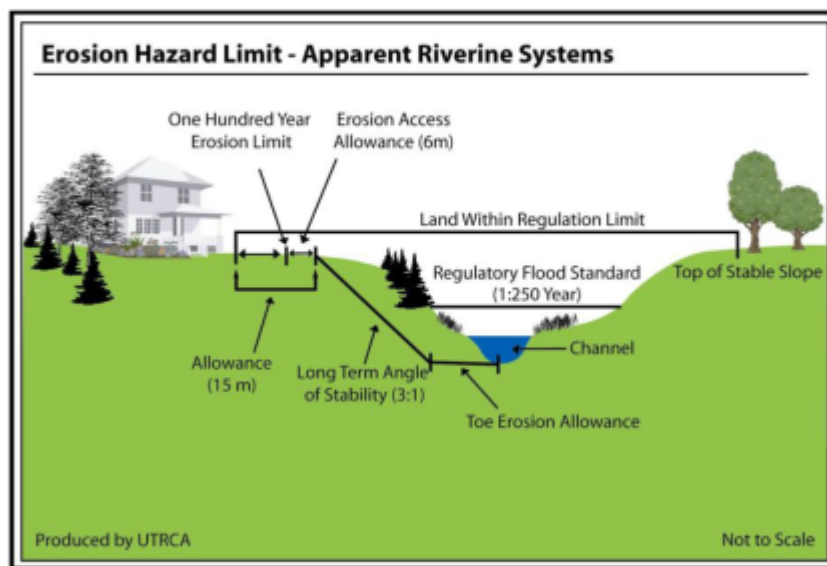 Erosion Hazard Limit - Apparent Riverine Systems
One Hundred Year
Erosion Limit
Erosion Access
Allowance (6m)
Land Within Regulation Limit
Regulatory Flood Standard
(1:250 Year)
Top of Stable Slope
Channel
Allowance
(15 m)
Long Term Angle
of Stability (3:1)
Toe Erosion Allowance
Produced by UTRCA
Not to Scale